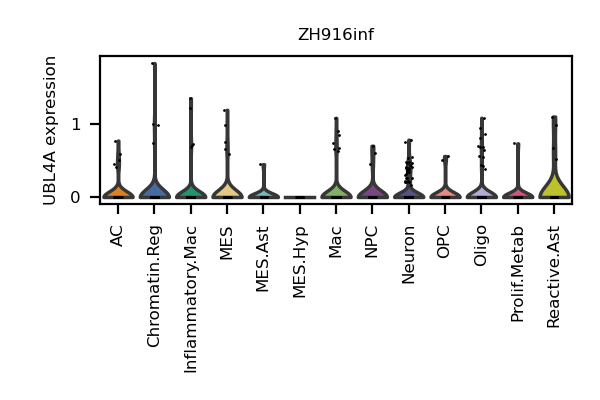 ZH916inf
UBL4A expression
1
0
AC
Chromatin.Reg
Inflammatory.Mac
MES
MES.Ast
MES.Hyp
Mac
NPC
Neuron
OPC
Oligo
Prolif.Metab
Reactive.Ast